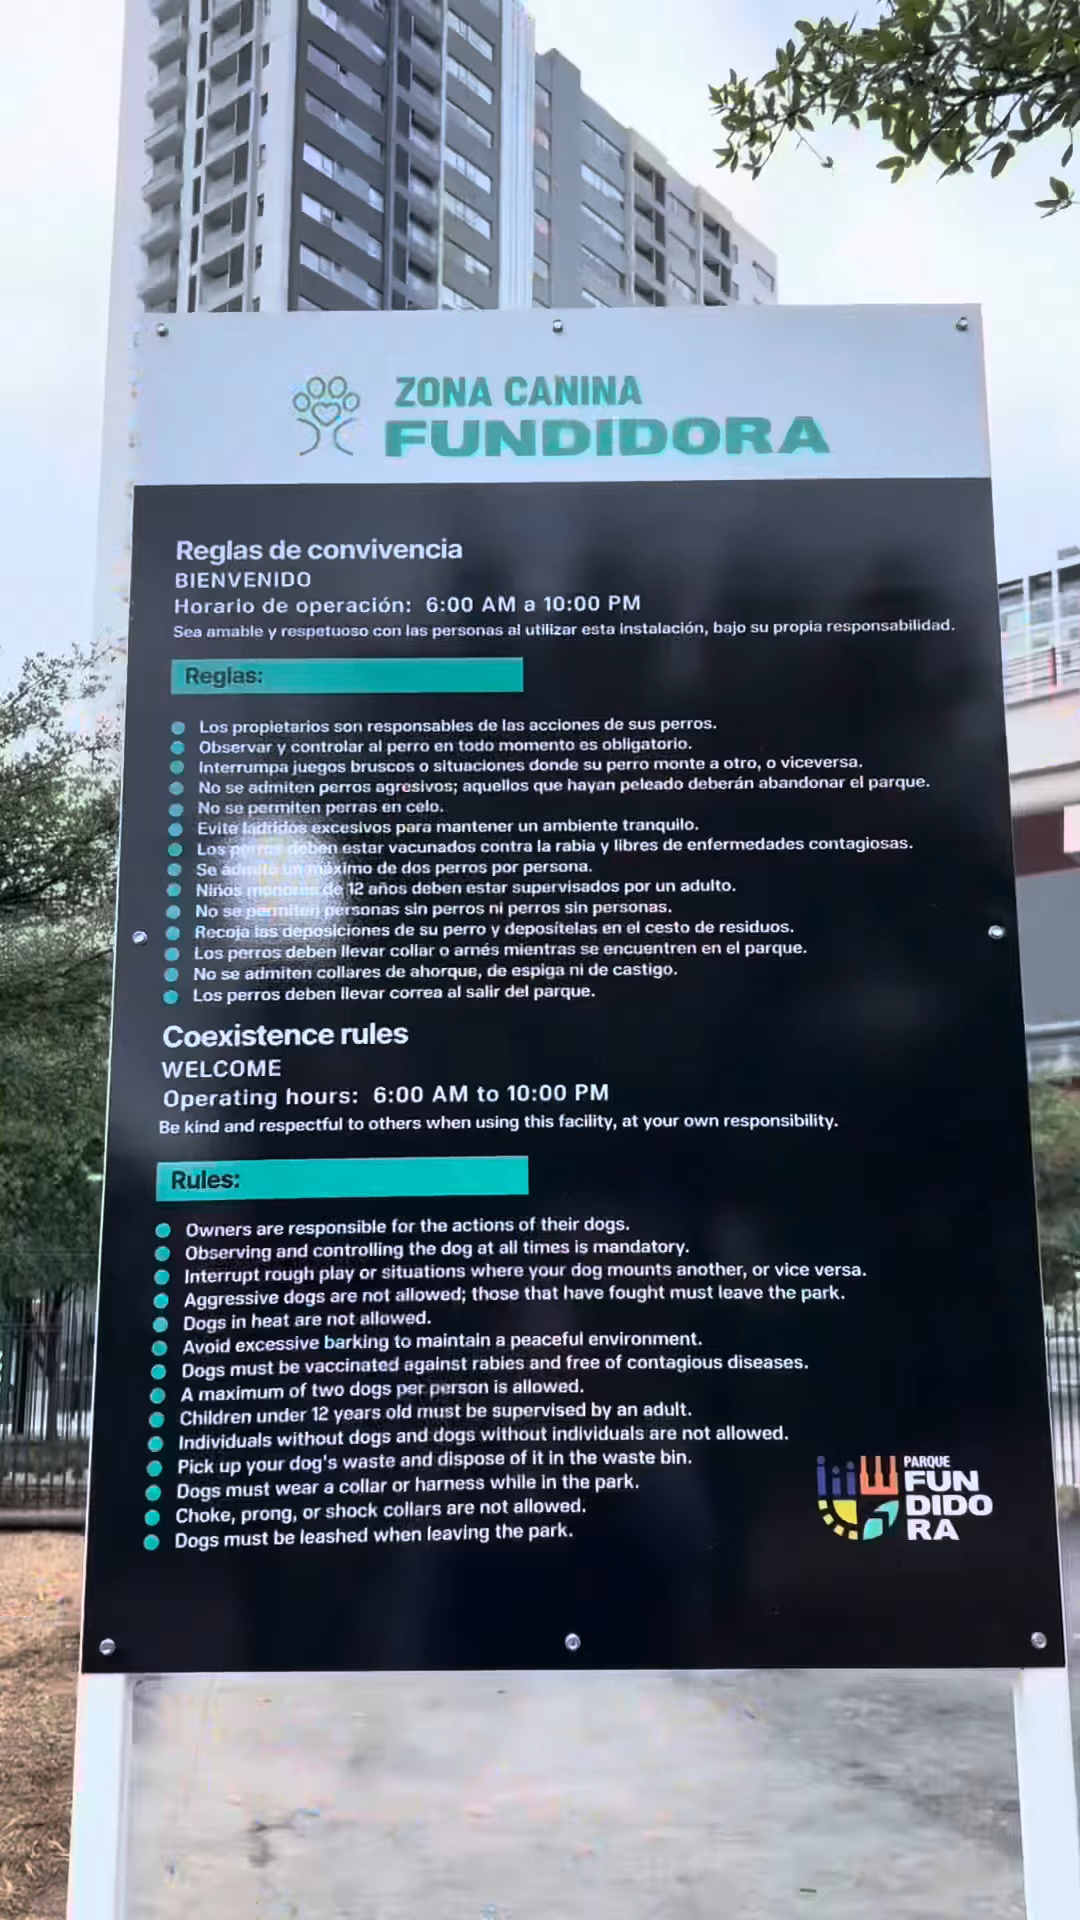 ZONA CANINA
FUNDIDORA
Reglas de convivencia
BIENVENIDO
Horario de operación: 6:00 AM a 10:00 PM
Sea amable y respetuoso con las personas al utilizar esta instalación, bajo su propia responsabilidad.
Reglas:
Los propietarios son responsables de las acciones de sus perros.
Observar y controlar al perro en todo momento es obligatorio.
Interrumpa juegos bruscos o situaciones donde su perro monte a otro, o viceversa.
No se admiten perros agresivos; aquellos que hayan peleado deberán abandonar el parque.
No se permiten perras en celo.
Evite ladridos excesivos para mantener un ambiente tranquilo.
Los perros deben estar vacunados contra la rabia y libres de enfermedades contagiosas.
Se admite un máximo de dos perros por persona.
Niños menores de 12 años deben estar supervisados por un adulto.
No se permiten personas sin perros ni perros sin personas.
Recoja las deposiciones de su perro y deposítelas en el cesto de residuos.
Los perros deben llevar collar o arnés mientras se encuentren en el parque.
No se admiten collares de ahorque, de espiga ni de castigo.
Los perros deben llevar correa al salir del parque.
Coexistence rules
WELCOME
Operating hours: 6:00 AM to 10:00 PM
Be kind and respectful to others when using this facility, at your own responsibility.
Rules:
Owners are responsible for the actions of their dogs.
Observing and controlling the dog at all times is mandatory.
Interrupt rough play or situations where your dog mounts another, or vice versa.
Aggressive dogs are not allowed; those that have fought must leave the park.
Dogs in heat are not allowed.
Avoid excessive barking to maintain a peaceful environment.
Dogs must be vaccinated against rabies and free of contagious diseases.
A maximum of two dogs per person is allowed.
Children under 12 years old must be supervised by an adult.
Individuals without dogs and dogs without individuals are not allowed.
Pick up your dog's waste and dispose of it in the waste bin.
Dogs must wear a collar or harness while in the park.
Choke, prong, or shock collars are not allowed.
Dogs must be leashed when leaving the park.
PARQUE
FUN
DIDO
RA